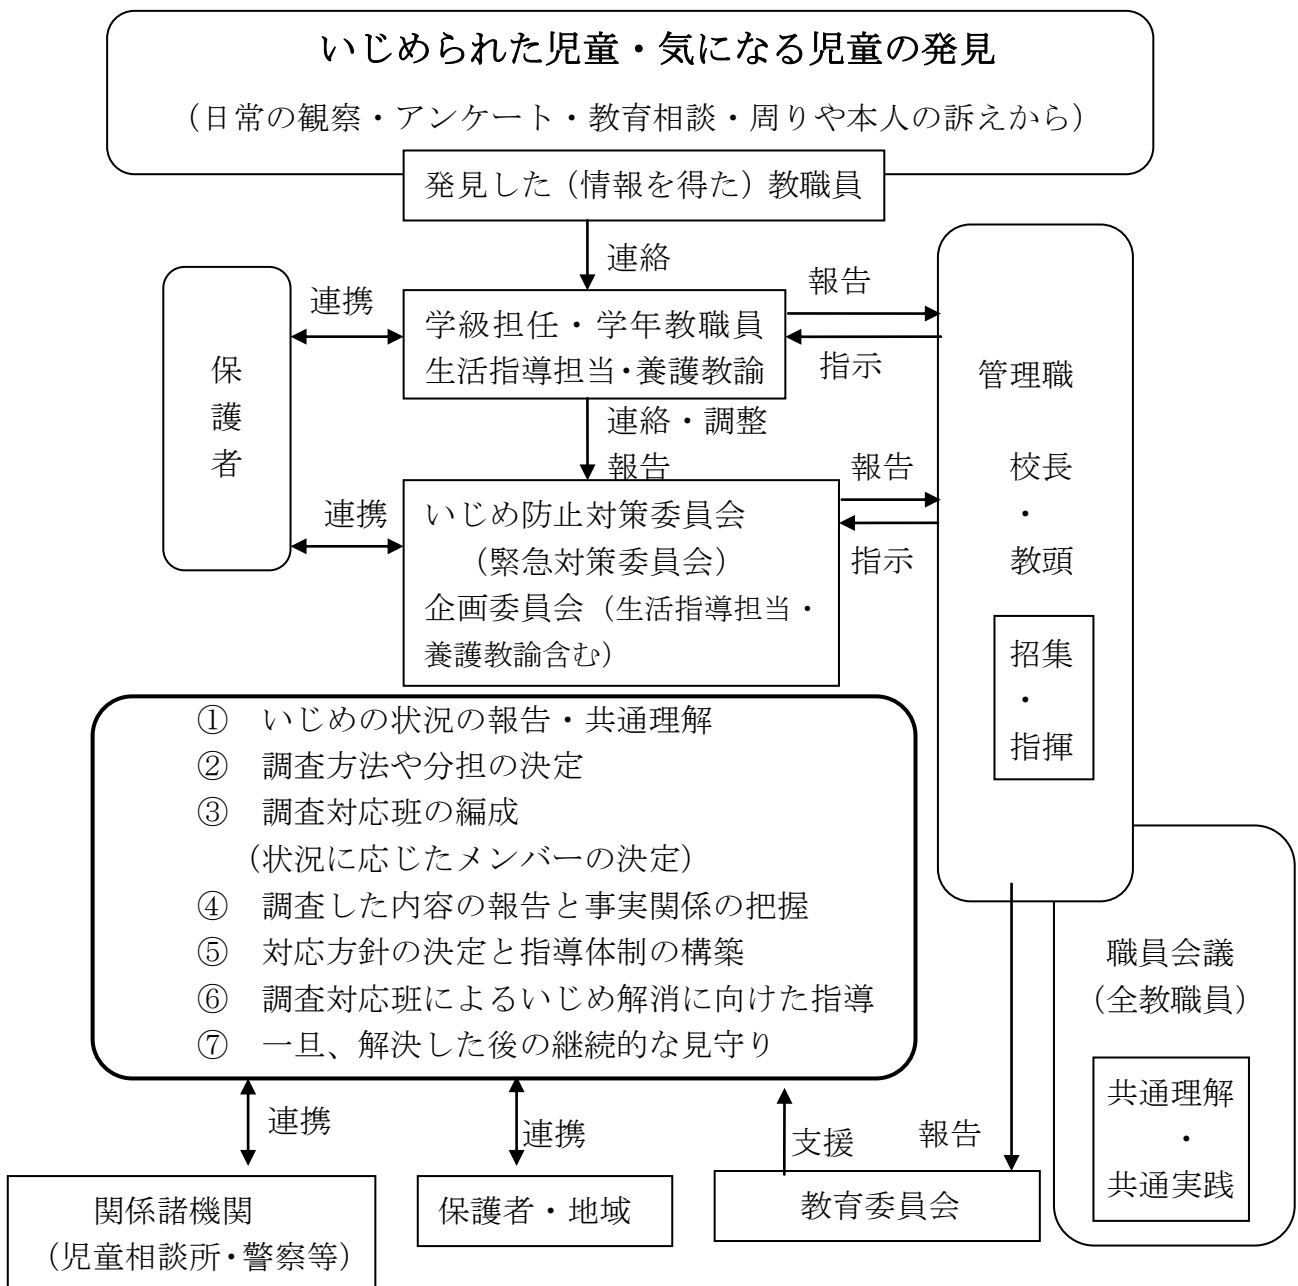 いじめられた児童・気になる児童の発見
（日常の観察・アンケート・教育相談・周りや本人の訴えから）
発見した（情報を得た）教職員
連絡
連携
学級担任・学年教職員
生活指導担当・養護教諭
報告
指示
保
護
者
管理職
校長
・
教頭
招集
・
指揮
連絡・調整
報告
連携
いじめ防止対策委員会
（緊急対策委員会）
企画委員会（生活指導担当・
養護教諭含む）
報告
指示
① いじめの状況の報告・共通理解
② 調査方法や分担の決定
③ 調査対応班の編成
（状況に応じたメンバーの決定）
④ 調査した内容の報告と事実関係の把握
⑤ 対応方針の決定と指導体制の構築
⑥ 調査対応班によるいじめ解消に向けた指導
⑦ 一旦、解決した後の継続的な見守り
職員会議
（全教職員）
共通理解
・
共通実践
連携
連携
支援
報告
関係諸機関
（児童相談所・警察等）
保護者・地域
教育委員会